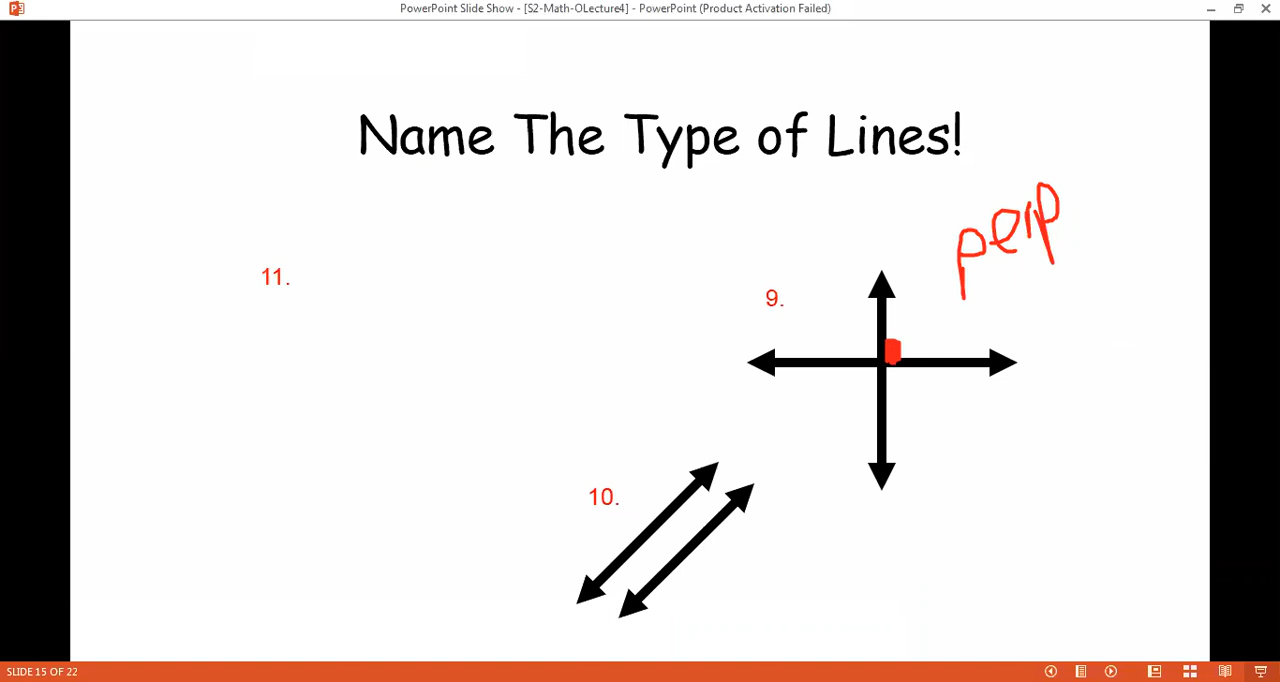 PowerPoint Slide Show - [S2-Math-OLecture4] - PowerPoint (Product Activation Failed)
Name The Type of Lines!
perp
11.
9.
10.
SLIDE 15 OF 22